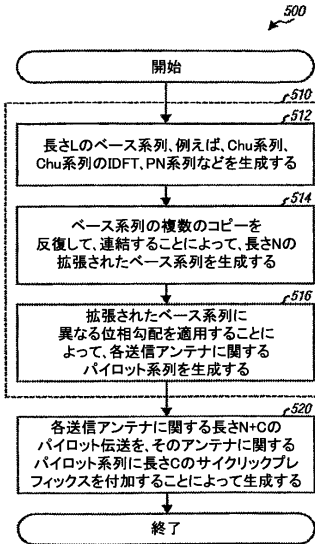 500
開始
510
512
長さLのベース系列、例えば、Chu系列、
Chu系列のIDFT、PN系列などを生成する
514
ベース系列の複数のコピーを
反復して、連結することによって、長さNの
拡張されたベース系列を生成する
516
拡張されたベース系列に
異なる位相勾配を適用することに
よって、各送信アンテナに関する
パイロット系列を生成する
520
各送信アンテナに関する長さN+Cの
パイロット伝送を、そのアンテナに関する
パイロット系列に長さCのサイクリックプレ
フィックスを付加することによって生成する
終了